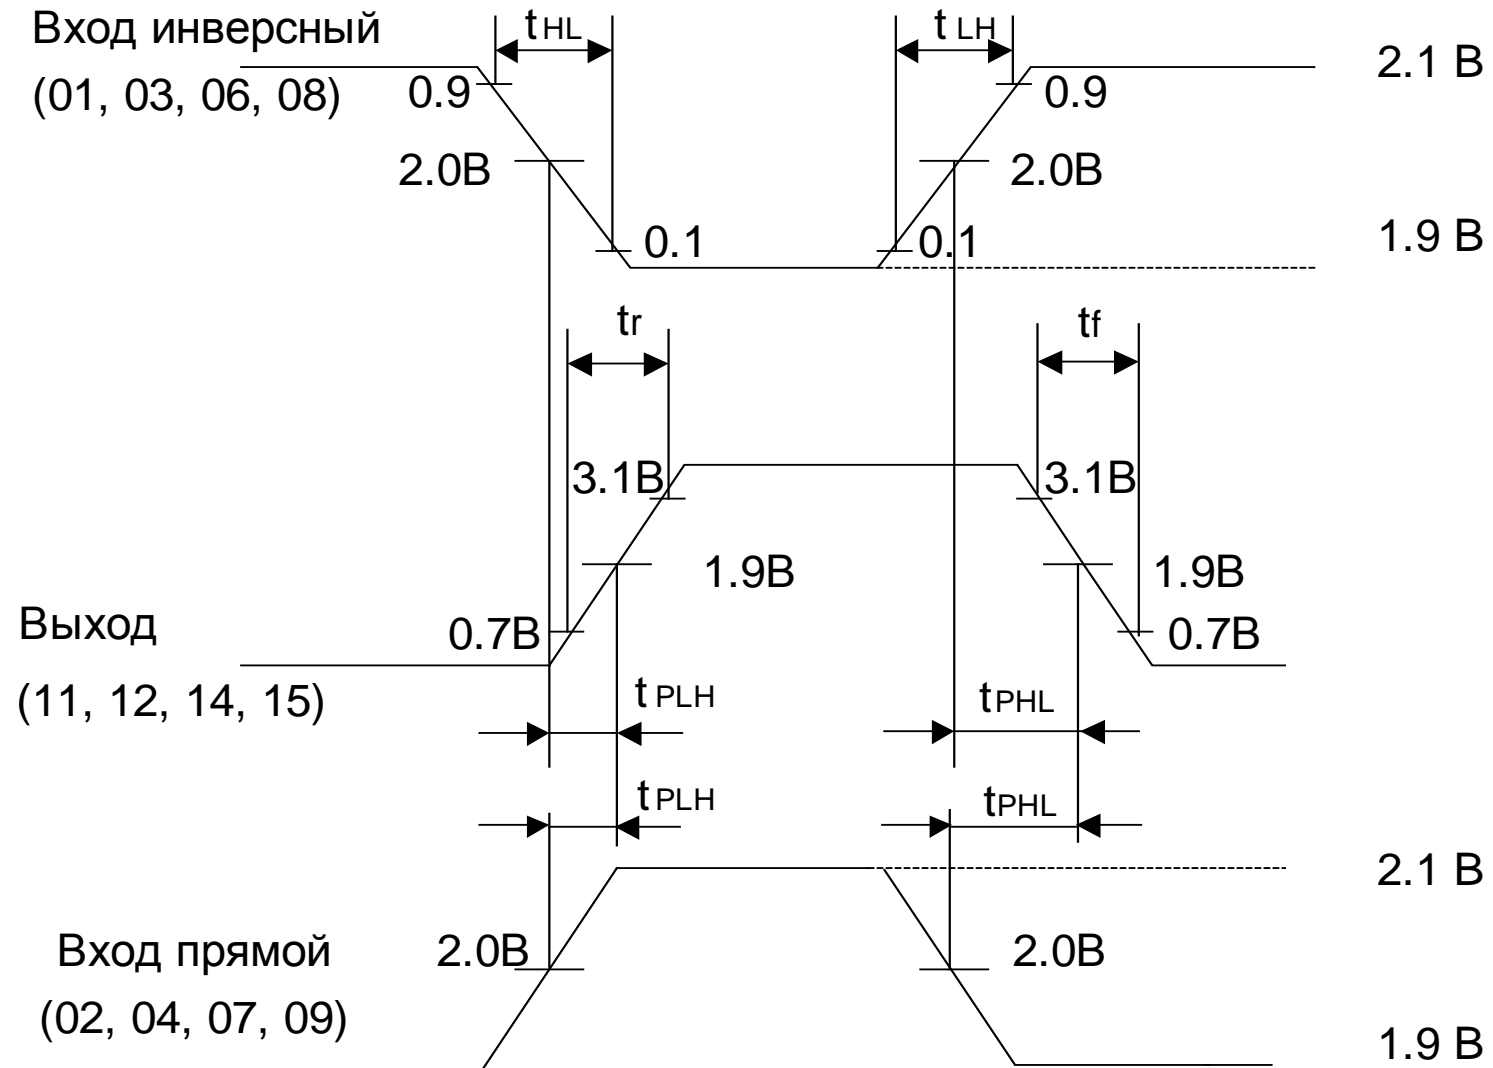 Вход инверсный
(01, 03, 06, 08)
tHL
t LH
0.9
0.9
2.1 В
2.0В
2.0В
0.1
0.1
1.9 В
tr
tf
3.1В
3.1В
1.9В
1.9В
Выход
(11, 12, 14, 15)
0.7В
0.7В
t PLH
tPHL
t PLH
tPHL
2.1 В
Вход прямой
(02, 04, 07, 09)
2.0В
2.0В
1.9 В